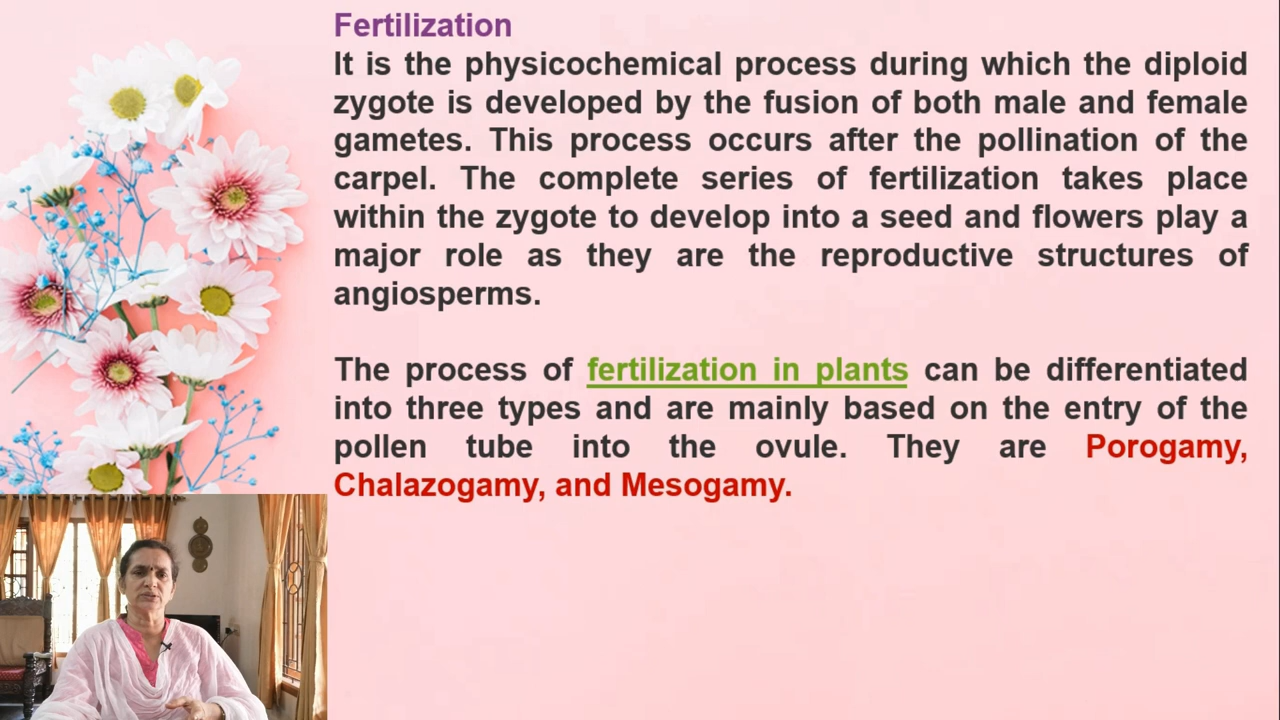 Fertilization
It is the physicochemical process during which the diploid
zygote is developed by the fusion of both male and female
gametes. This process occurs after the pollination of the
carpel. The complete series of fertilization takes place
within the zygote to develop into a seed and flowers play a
major role as they are the reproductive structures of
angiosperms.
The process of fertilization in plants can be differentiated
into three types and are mainly based on the entry of the
pollen tube into the ovule. They are Porogamy,
Chalazogamy, and Mesogamy.